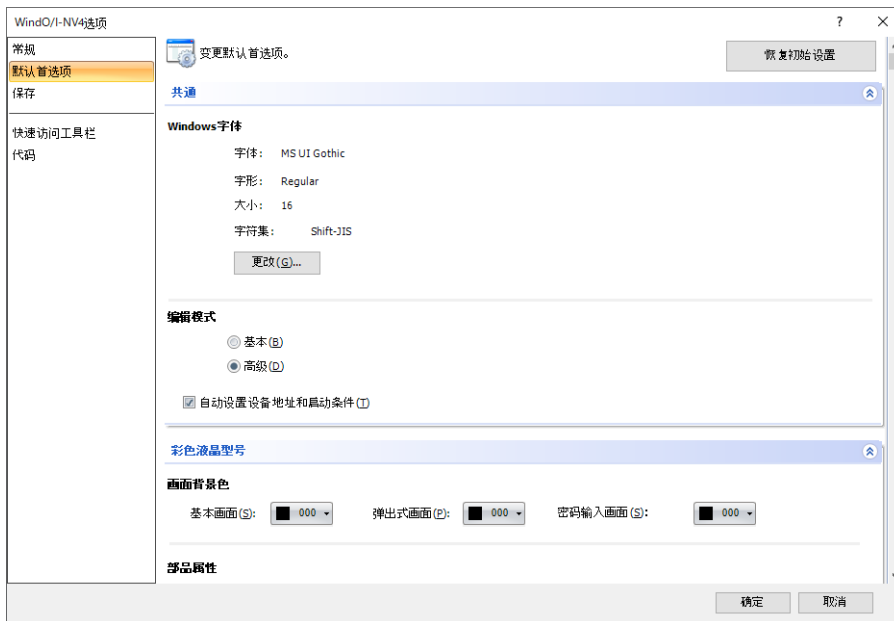 WindO/I-NV4选项
?
常规
默认首选项
保存
快速访问工具栏
代码
变更默认首选项。
恢复初始设置
共通
Windows字体
字体: MS UI Gothic
字形: Regular
大小: 16
字符集: Shift-JIS
更改(G)...
编辑模式
基本(B)
高级(D)
自动设置设备地址和启动条件(T)
彩色液晶型号
画面背景色
基本画面(S): 000 弹出式画面(P): 000 密码输入画面(S): 000
部品属性
确定 取消